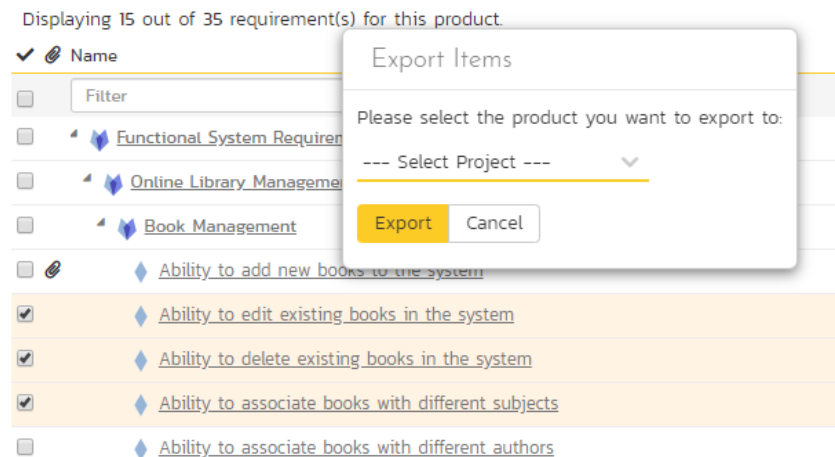 Displaying 15 out of 35 requirement(s) for this product.
Name
Filter
Functional System Requirem
Online Library Manageme
Book Management
Ability to add new books to the system
Ability to edit existing books in the system
Ability to delete existing books in the system
Ability to associate books with different subjects
Ability to associate books with different authors
Export Items
Please select the product you want to export to:
--- Select Project ---
Export Cancel